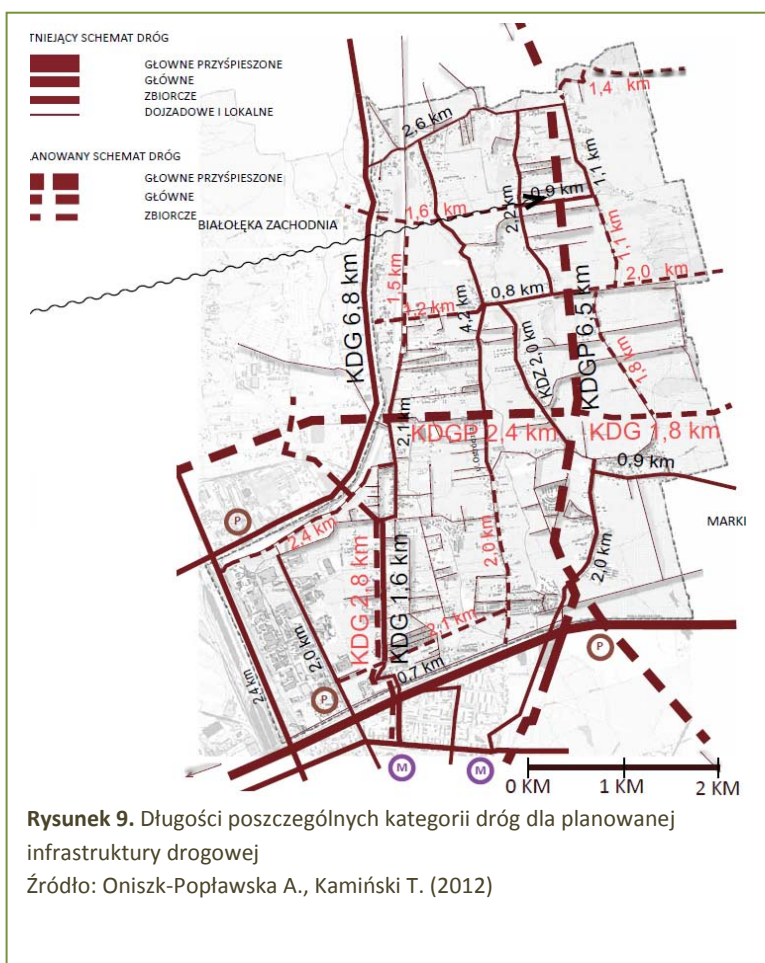 TNIEJĄCY SCHEMAT DRÓG
GŁOWNE PRZYŚPIESZONE
GŁÓWNE
ZBIORCZE
DOJZADOWE I LOKALNE
LANOWANY SCHEMAT DRÓG
GŁOWNE PRZYŚPIESZONE
GŁÓWNE
ZBIORCZE
BIAŁOŁĘKA ZACHODNIA
1,4 km
2,6 km
1,1 km
0,9 km
2,2 km
1,6 km
1,1 km
2,0 km
1,5 km
0,8 km
KDG 6,8 km
1,2 km
4,2 km
KDZ 2,0 km
KDGP 6,5 km
1,8 km
2,1 km
KDGP 2,4 km
KDG 1,8 km
0,9 km
P
MARKI
2,4 km
KDG 2,8 km
KDG 1,6 km
2,0 km
2,0 km
2,0 km
2,1 km
2,4 km
0,7 km
P
P
M
M
0 KM 1 KM 2 KM
Rysunek 9. Długości poszczególnych kategorii dróg dla planowanej
infrastruktury drogowej
Źródło: Oniszk-Popławska A., Kamiński T. (2012)